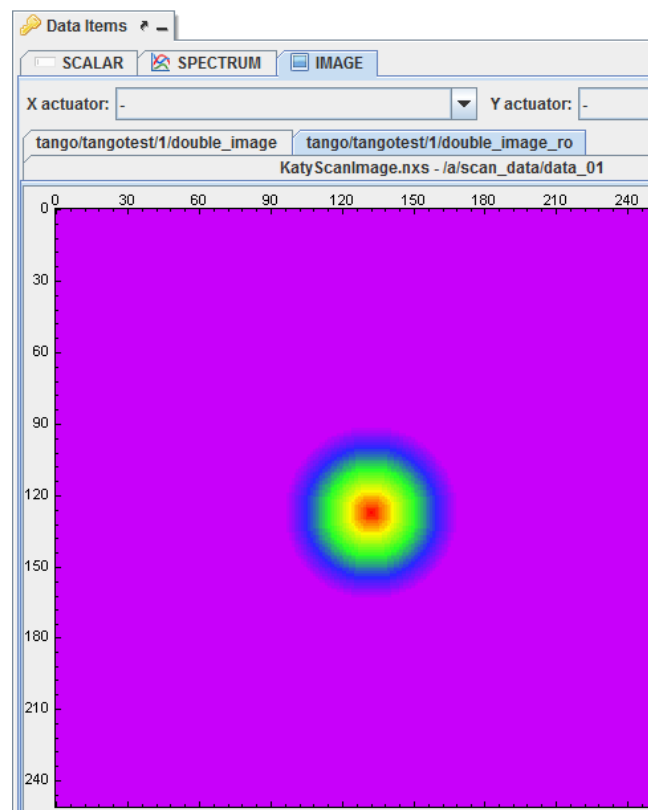 Data Items
SCALAR SPECTRUM IMAGE
X actuator: - Y actuator: -
tango/tangotest/1/double_image tango/tangotest/1/double_image_ro
KatyScanImage.nxs - /a/scan_data/data_01
0 30 60 90 120 150 180 210 240
0
30
60
90
120
150
180
210
240